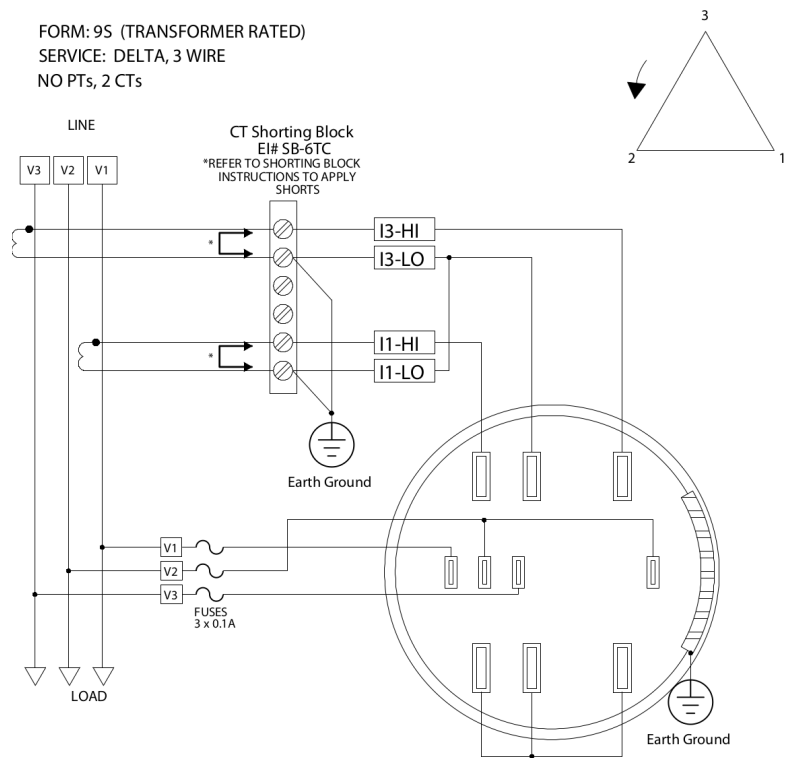 FORM: 9S (TRANSFORMER RATED)
SERVICE: DELTA, 3 WIRE
NO PTs, 2 CTs
3
2
1
LINE
V3
V2
V1
CT Shorting Block
EI# SB-6TC
*REFER TO SHORTING BLOCK
INSTRUCTIONS TO APPLY
SHORTS
*
I3-HI
I3-LO
*
I1-HI
I1-LO
Earth Ground
V1
V2
V3
FUSES
3 x 0.1A
LOAD
Earth Ground